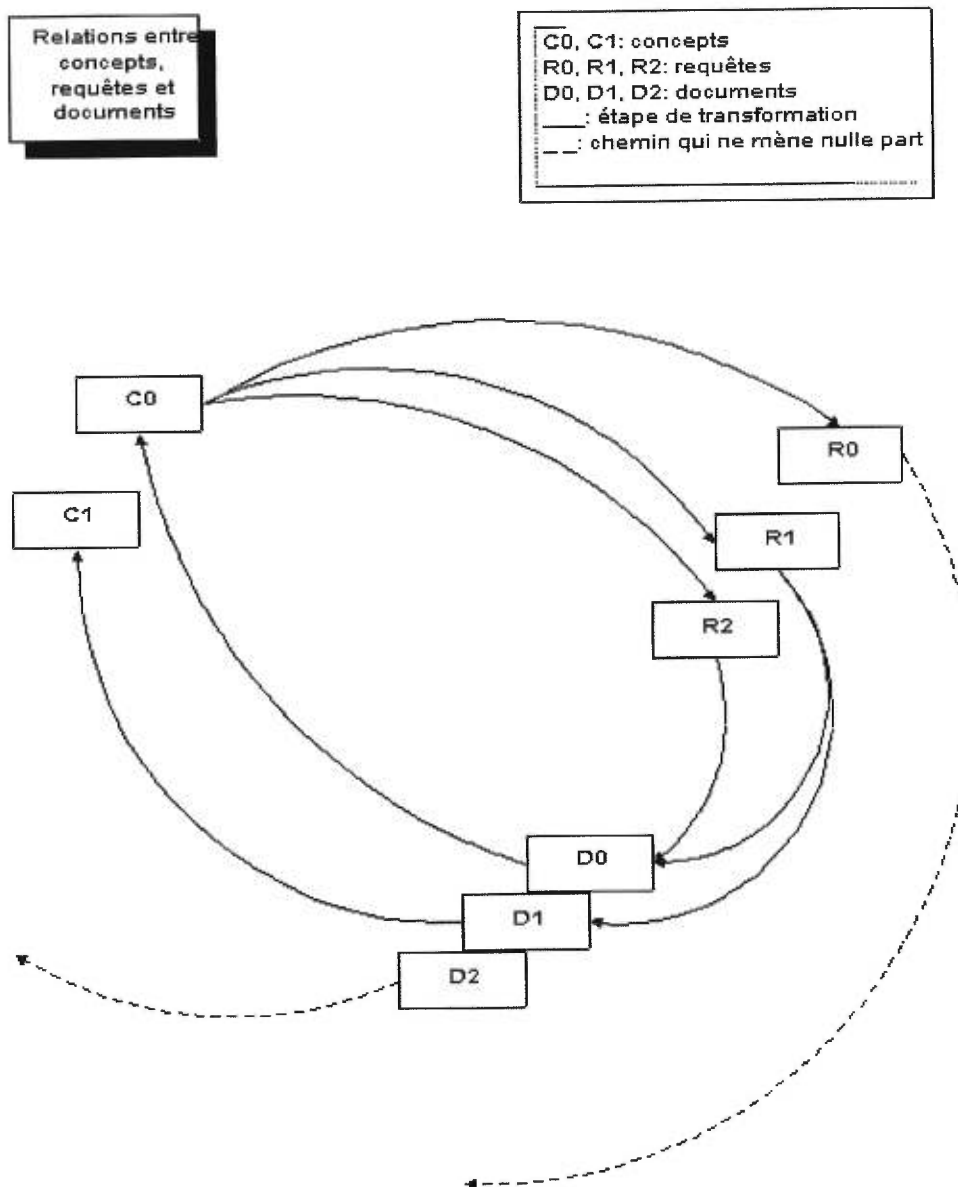 Relations entre
concepts,
requêtes et
documents
C0, C1: concepts
R0, R1, R2: requêtes
D0, D1, D2: documents
___: étape de transformation
_ _: chemin qui ne mène nulle part
C0
R0
C1
R1
R2
D0
D1
D2